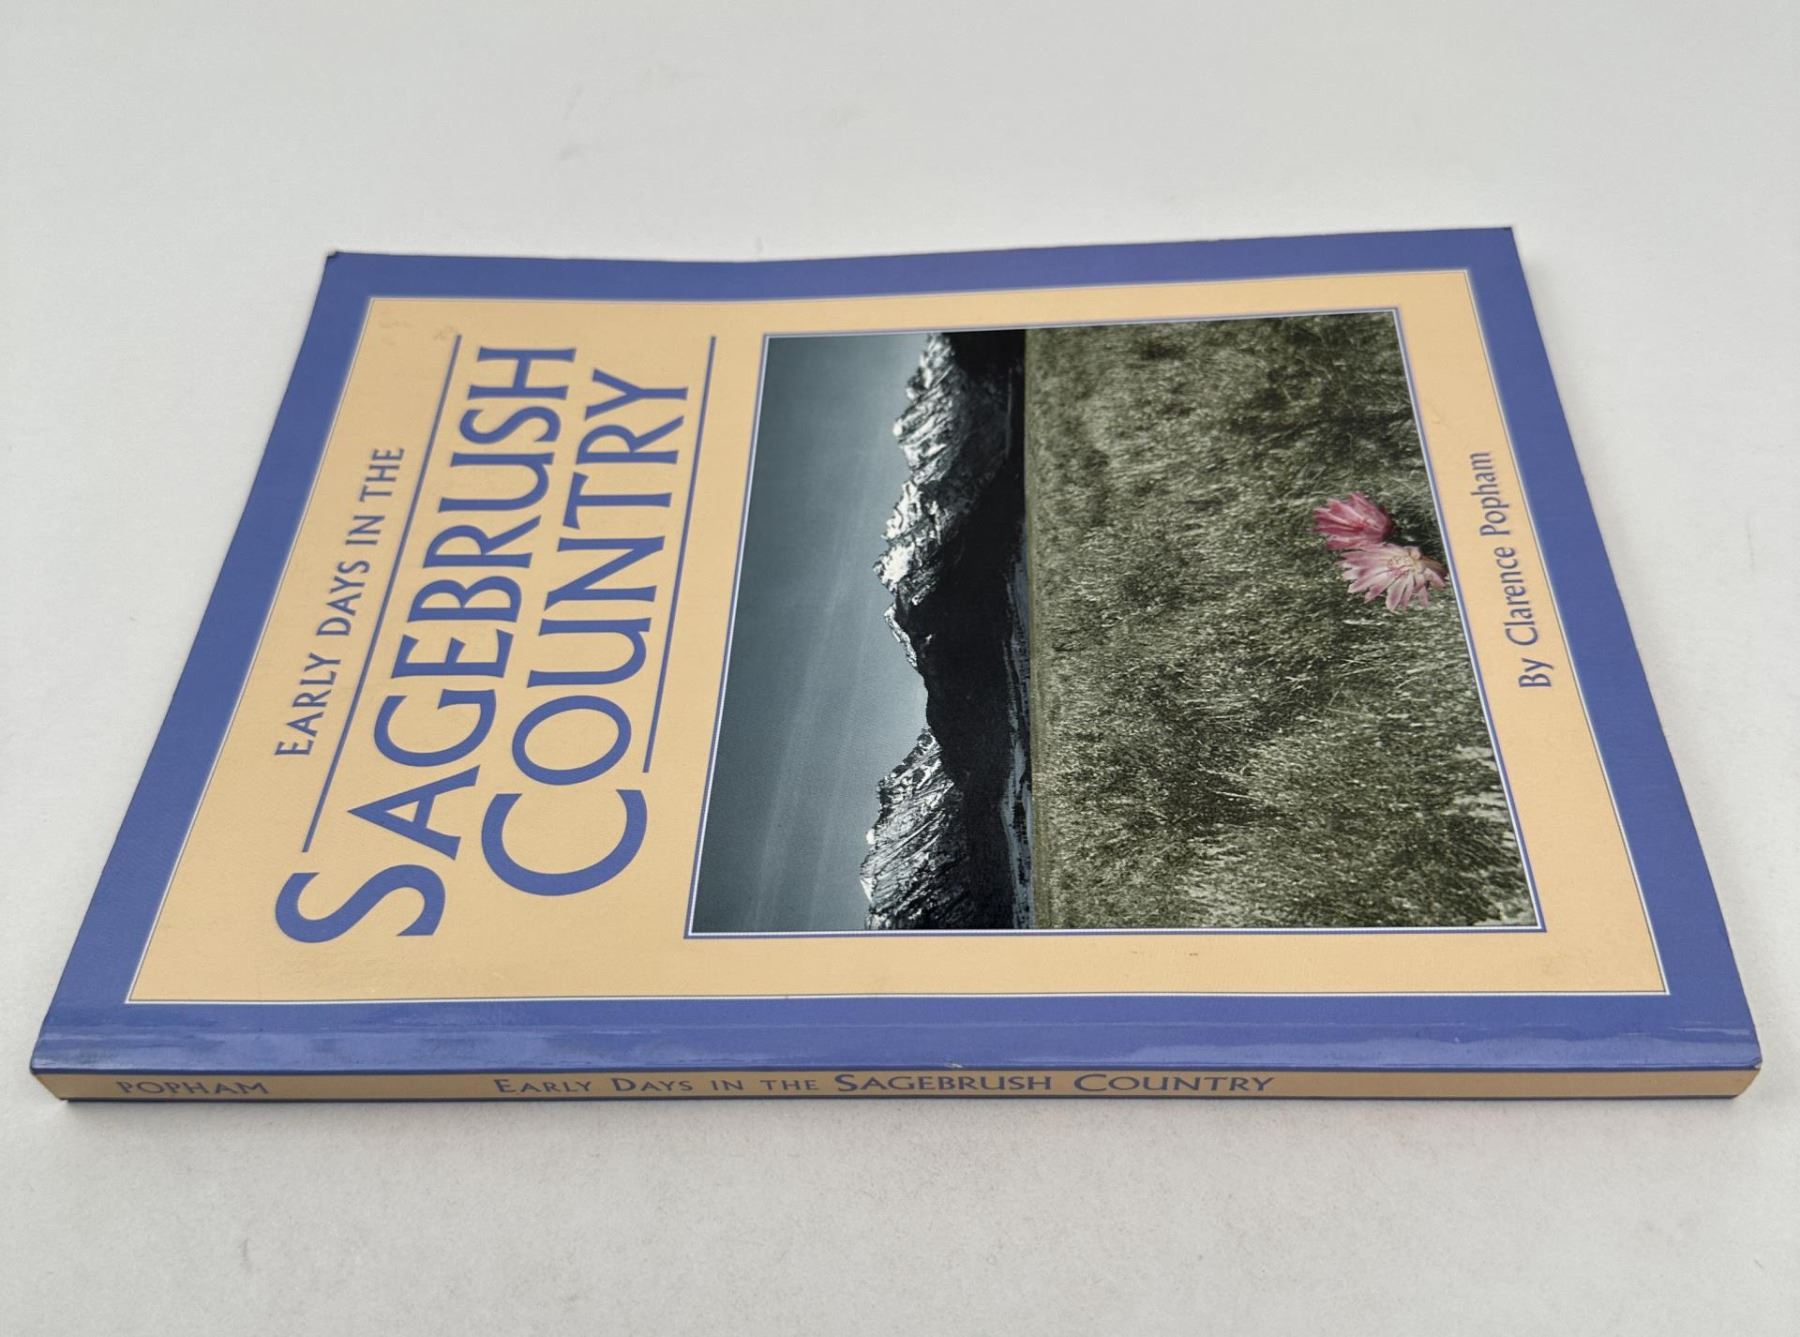 EARLY DAYS IN THE
SAGEBRUSH
COUNTRY
By Clarence Popham
POPHAM EARLY DAYS IN THE SAGEBRUSH COUNTRY